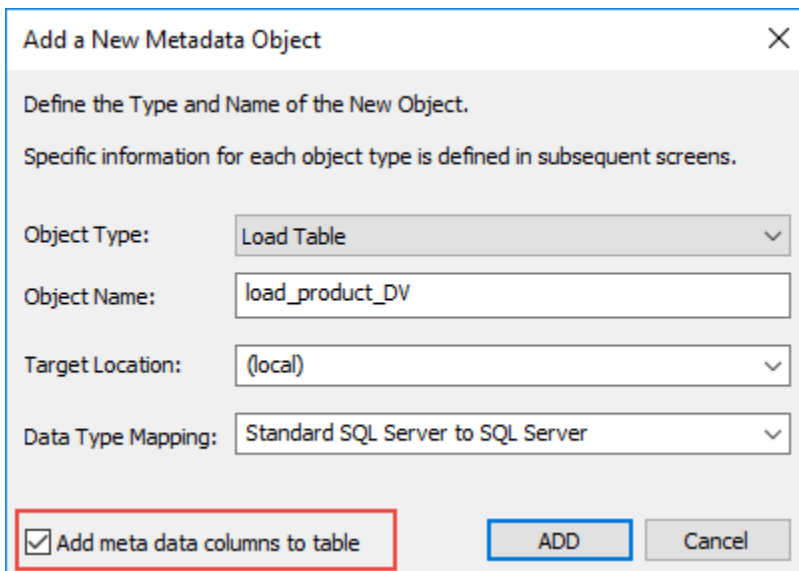 Add a New Metadata Object
Define the Type and Name of the New Object.
Specific information for each object type is defined in subsequent screens.
Object Type: Load Table
Object Name: load_product_DV
Target Location: (local)
Data Type Mapping: Standard SQL Server to SQL Server
Add meta data columns to table ADD Cancel